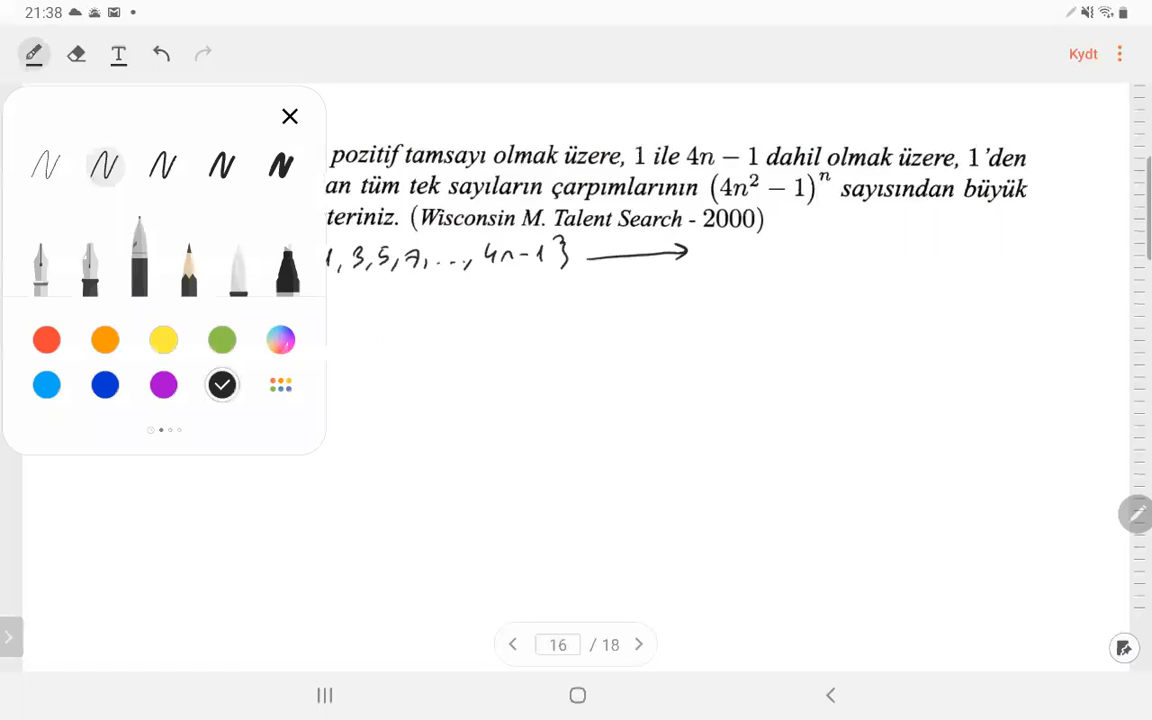 21:38
Kydt
pozitif tamsayı olmak üzere, 1 ile 4n − 1 dahil olmak üzere, 1'den
an tüm tek sayıların çarpımlarının (4n² − 1)ⁿ sayısından büyük
teriniz. (Wisconsin M. Talent Search - 2000)
1, 3, 5, 7, ..., 4n-1 } →
16 / 18